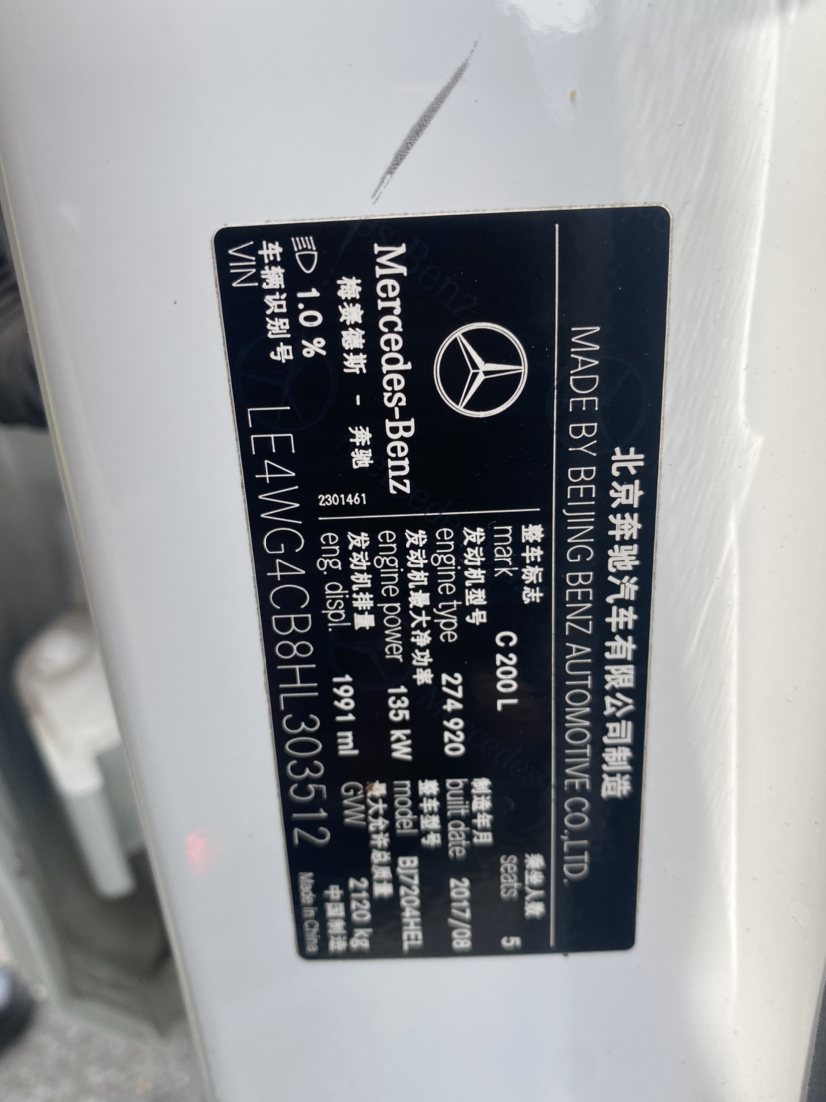 北京奔驰汽车有限公司制造
MADE BY BEIJING BENZ AUTOMOTIVE CO.,LTD.
整车标志
mark C 200 L
乘坐人数
seats 5
发动机型号
engine type 274 920
制造年月
built date 2017/08
发动机最大净功率
engine power 135 kW
整车型号
model BJ7204HEL
发动机排量
eng. displ. 1991 ml
最大允许总质量
GVW 2120 kg
Mercedes-Benz
梅赛德斯 - 奔驰
2301461
1.0 %
中国制造
Made in China
车辆识别号
VIN LE4WG4CB8HL303512